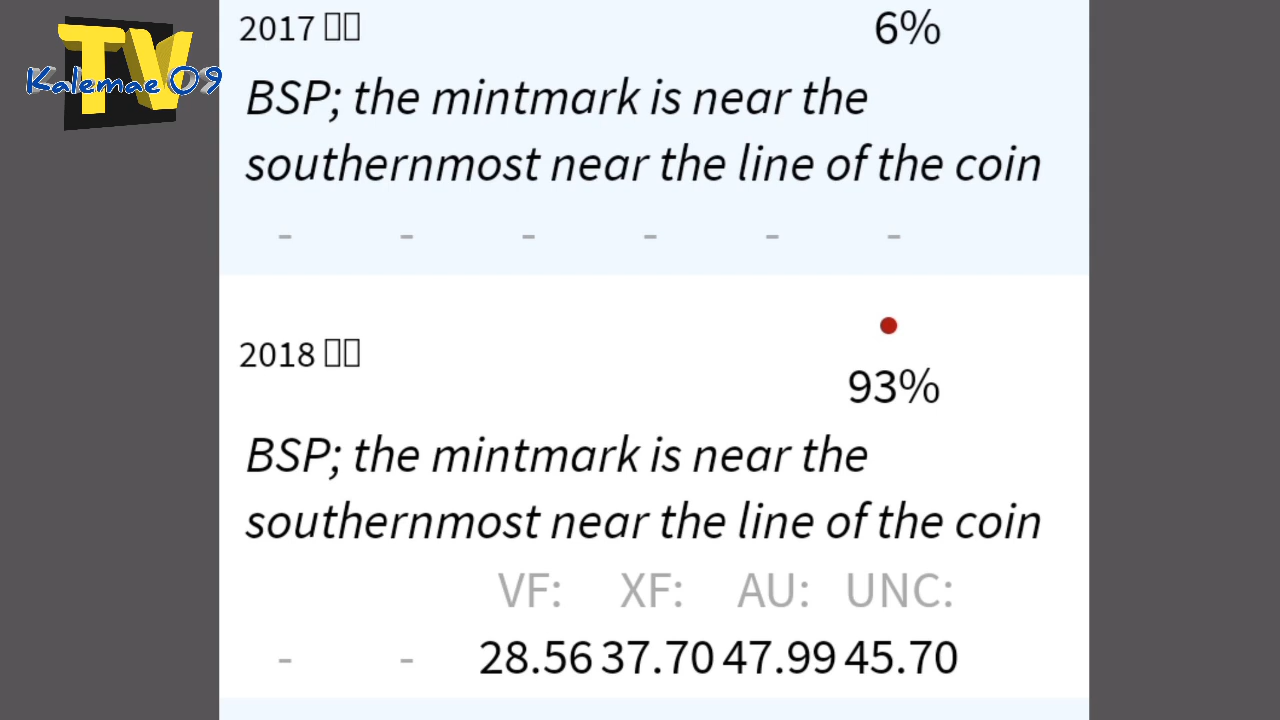 TV
Kalemae 09
2017 6%
BSP; the mintmark is near the
southernmost near the line of the coin
- - - - - -
2018
93%
BSP; the mintmark is near the
southernmost near the line of the coin
VF: XF: AU: UNC:
- - 28.56 37.70 47.99 45.70